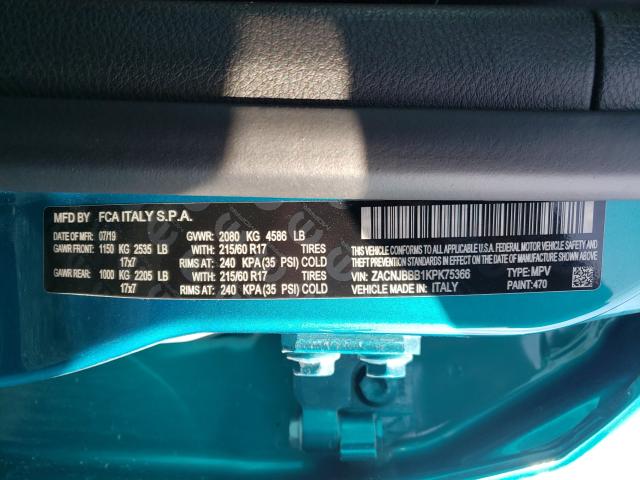 MFD BY FCA ITALY S.P.A.
DATE OF MFR: 07/19 GVWR: 2080 KG 4586 LB
GAWR FRONT: 1150 KG 2535 LB WITH: 215/60 R17 TIRES
17x7 RIMS AT: 240 KPA (35 PSI) COLD
GAWR REAR: 1000 KG 2205 LB WITH: 215/60 R17 TIRES
17x7 RIMS AT: 240 KPA (35 PSI) COLD
THIS VEHICLE CONFORMS TO ALL APPLICABLE U.S.FEDERAL
MOTOR VEHICLE SAFETY, BUMPER, AND THEFT
PREVENTION STANDARDS IN EFFECT ON THE DATE OF MANUFACTURE SHOWN ABOVE
VIN: ZACNJBBB1KPK75366 TYPE: MPV
VEHICLE MADE IN: ITALY PAINT: 470